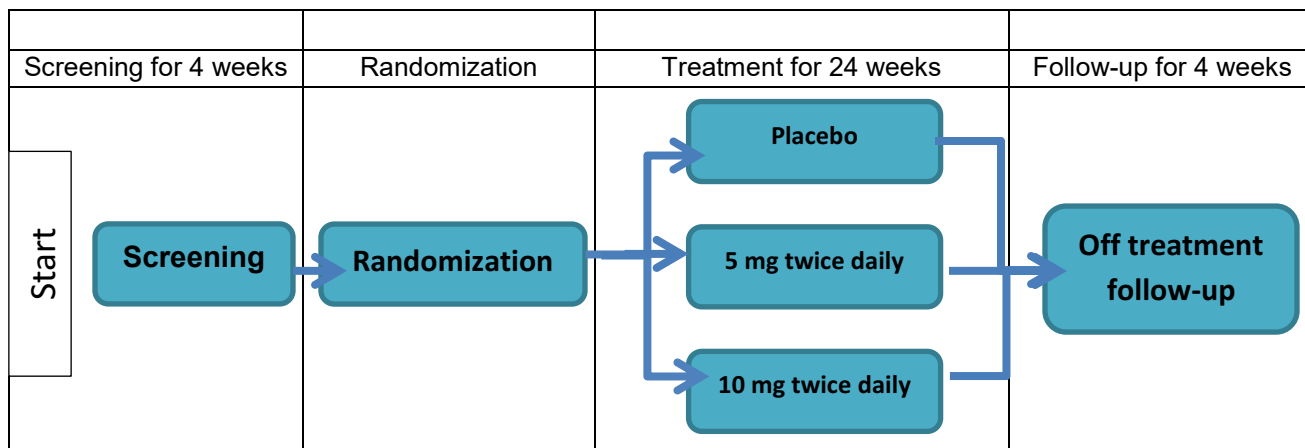 Screening for 4 weeks
Randomization
Treatment for 24 weeks
Follow-up for 4 weeks
Start
Screening
Randomization
Placebo
5 mg twice daily
10 mg twice daily
Off treatment
follow-up